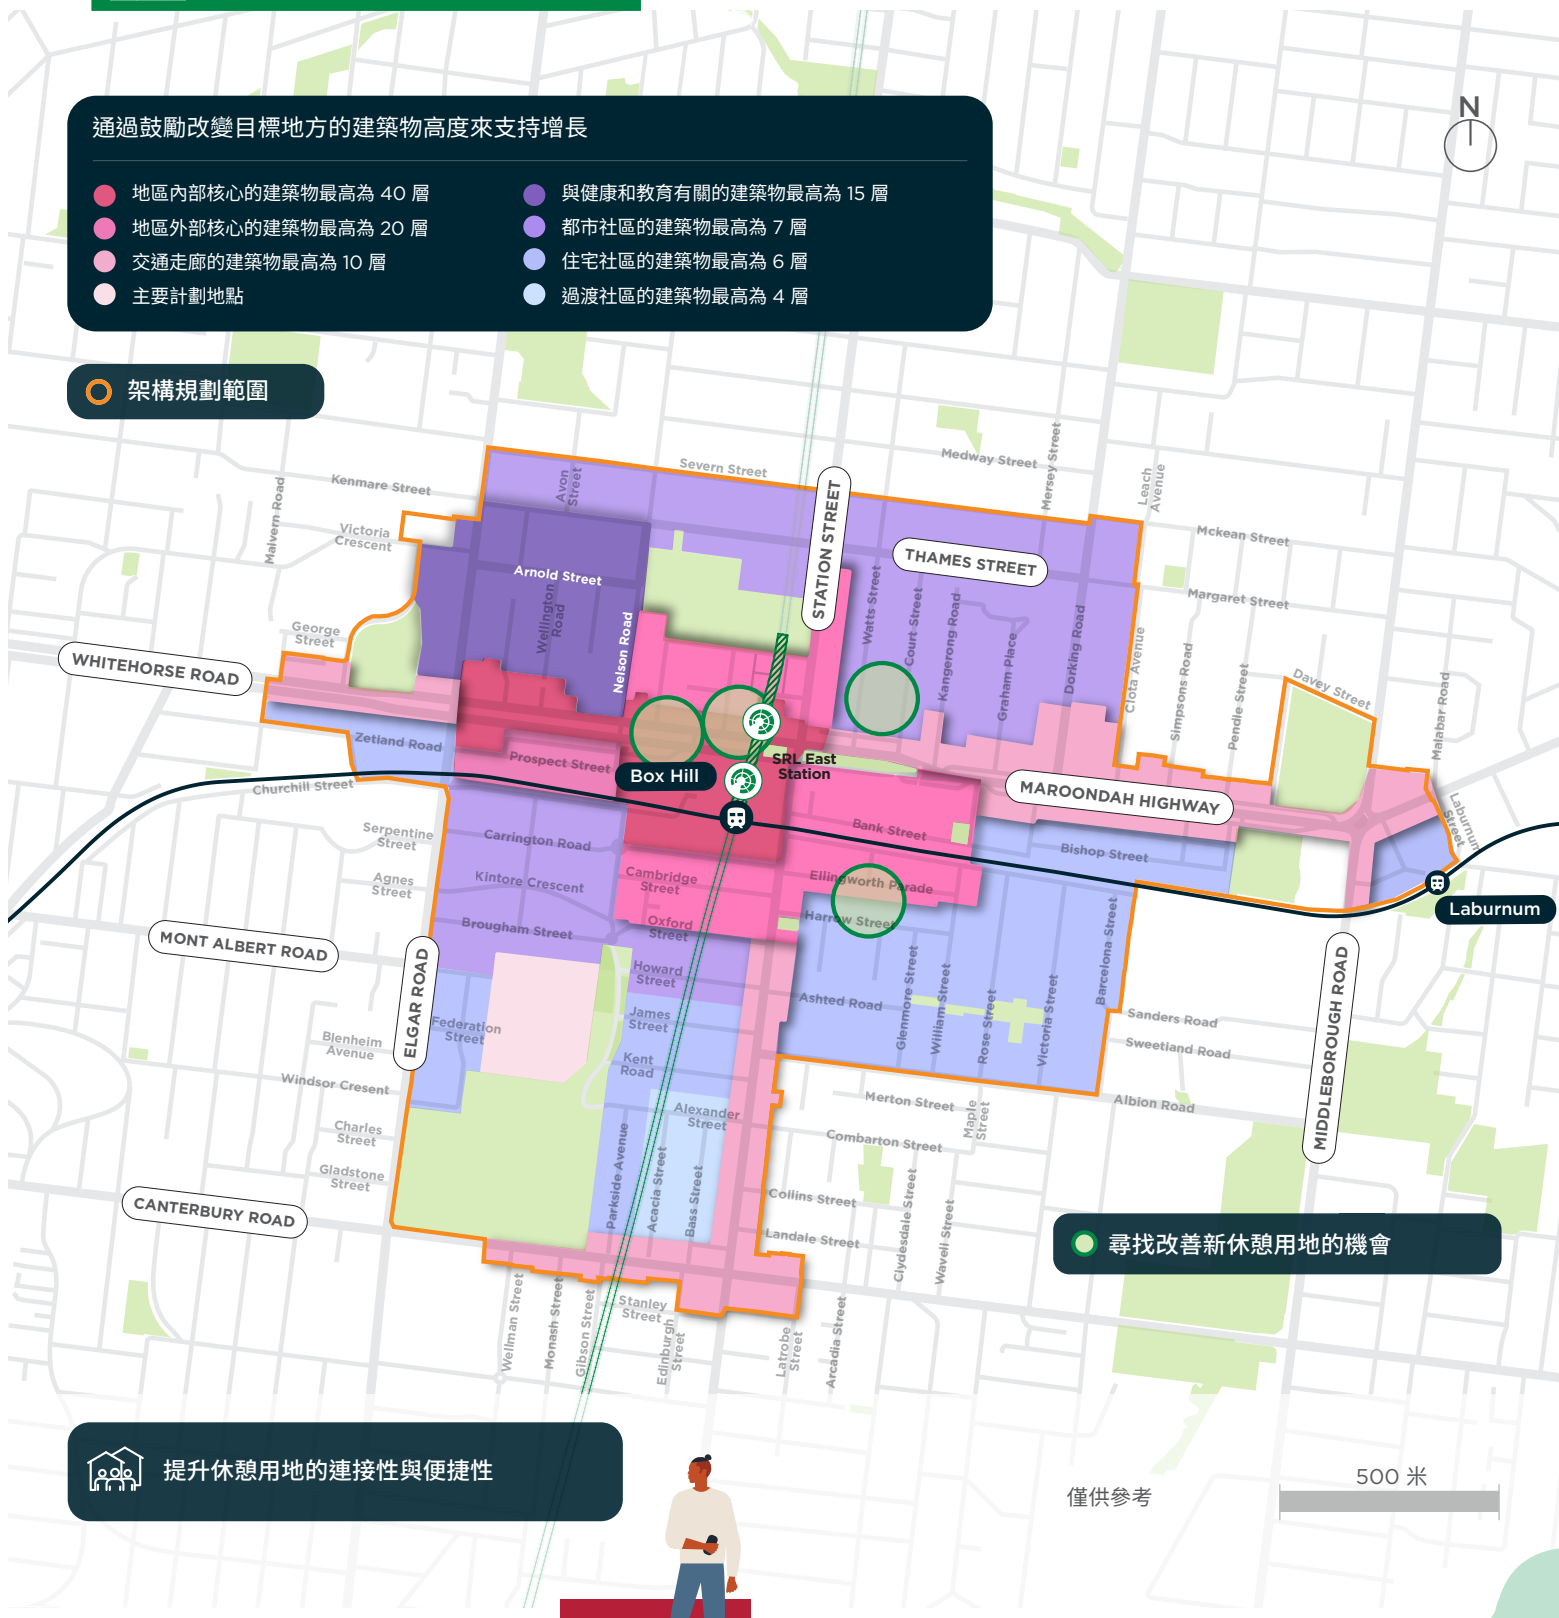 通過鼓勵改變目標地方的建築物高度來支持增長
地區內部核心的建築物最高為 40 層
地區外部核心的建築物最高為 20 層
交通走廊的建築物最高為 10 層
主要計劃地點
與健康和教育有關的建築物最高為 15 層
都市社區的建築物最高為 7 層
住宅社區的建築物最高為 6 層
過渡社區的建築物最高為 4 層
N
架構規劃範圍
Severn Street
Medway Street
Mersey Street
Leach
Avenue
Kenmare Street
Avon
Street
Malvern Road
Victoria
Crescent
STATION STREET
THAMES STREET
Mckean Street
Margaret Street
Arnold Street
Wellington
Road
Nelson Road
Watts Street
Court Street
Kangerong Road
Graham Place
Dorking Road
Clota Avenue
Simpsons Road
Pendle Street
Davey Street
Malabar Road
George
Street
WHITEHORSE ROAD
Zetland Road
Prospect Street
Box Hill
SRL East
Station
MAROONDAH HIGHWAY
Laburnum
Street
Churchill Street
Serpentine
Street
Carrington Road
Bank Street
Bishop Street
Agnes
Street
Kintore Crescent
Cambridge
Street
Ellingworth Parade
Laburnum
Brougham Street
Oxford
Street
Harrow Street
MONT ALBERT ROAD
ELGAR ROAD
Howard
Street
Ashted Road
Glenmore Street
William Street
Rose Street
Victoria Street
Barcelona Street
MIDDLEBOROUGH ROAD
Federation
Street
James
Street
Sanders Road
Sweetland Road
Blenheim
Avenue
Kent
Road
Windsor Cresent
Alexander
Street
Merton Street
Maple
Street
Albion Road
Charles
Street
Combarton Street
Gladstone
Street
Parkside Avenue
Acacia Street
Bass Street
Collins Street
Clydesdale Street
Wavell Street
CANTERBURY ROAD
Landale Street
尋找改善新休憩用地的機會
Wellman Street
Monash Street
Gibson Street
Stanley
Street
Edinburgh
Street
Latrobe
Street
Arcadia Street
提升休憩用地的連接性與便捷性
僅供參考
500 米